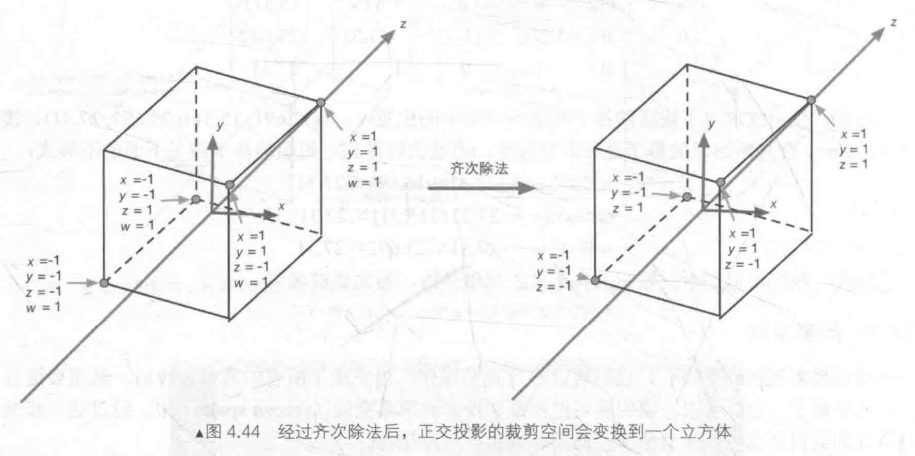 z
y
x=1
y=1
z=1
w=1
x=-1
y=-1
z=1
w=1
x=1
y=1
z=-1
w=1
x=-1
y=-1
z=-1
w=1
齐次除法
z
y
x
x=1
y=1
z=1
x=-1
y=-1
z=1
x=1
y=1
z=-1
x=-1
y=-1
z=-1
▲图 4.44 经过齐次除法后，正交投影的裁剪空间会变换到一个立方体